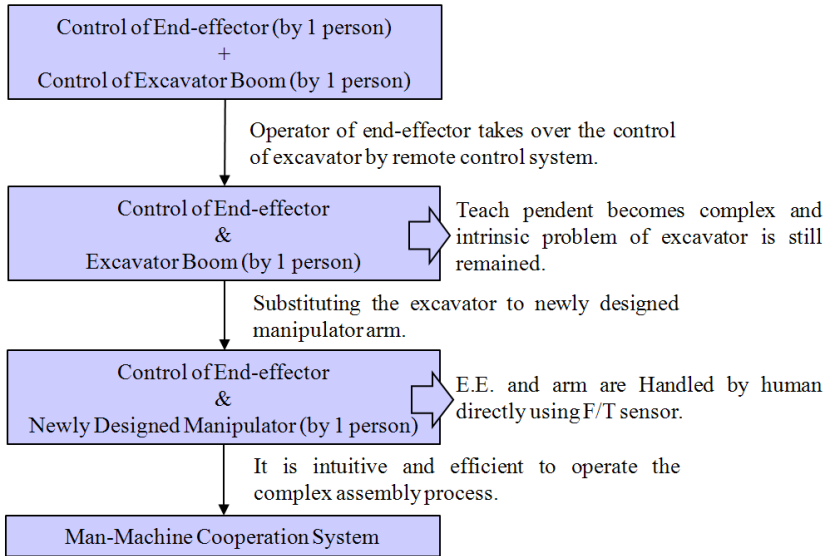 Control of End-effector (by 1 person)
+
Control of Excavator Boom (by 1 person)
Operator of end-effector takes over the control
of excavator by remote control system.
Control of End-effector
&
Excavator Boom (by 1 person)
Teach pendent becomes complex and
intrinsic problem of excavator is still
remained.
Substituting the excavator to newly designed
manipulator arm.
Control of End-effector
&
Newly Designed Manipulator (by 1 person)
E.E. and arm are Handled by human
directly using F/T sensor.
It is intuitive and efficient to operate the
complex assembly process.
Man-Machine Cooperation System